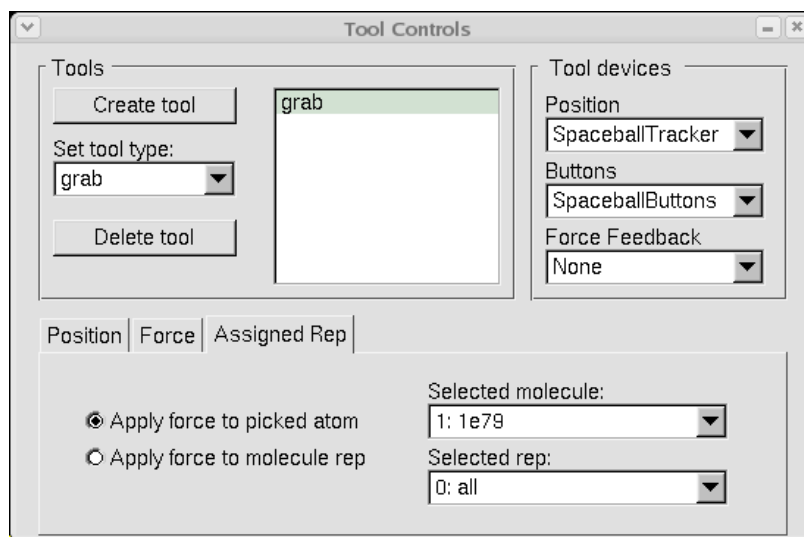 Tool Controls
Tools
Create tool
Set tool type:
grab
Delete tool
grab
Tool devices
Position
SpaceballTracker
Buttons
SpaceballButtons
Force Feedback
None
Position
Force
Assigned Rep
Apply force to picked atom
Apply force to molecule rep
Selected molecule:
1: 1e79
Selected rep:
0: all